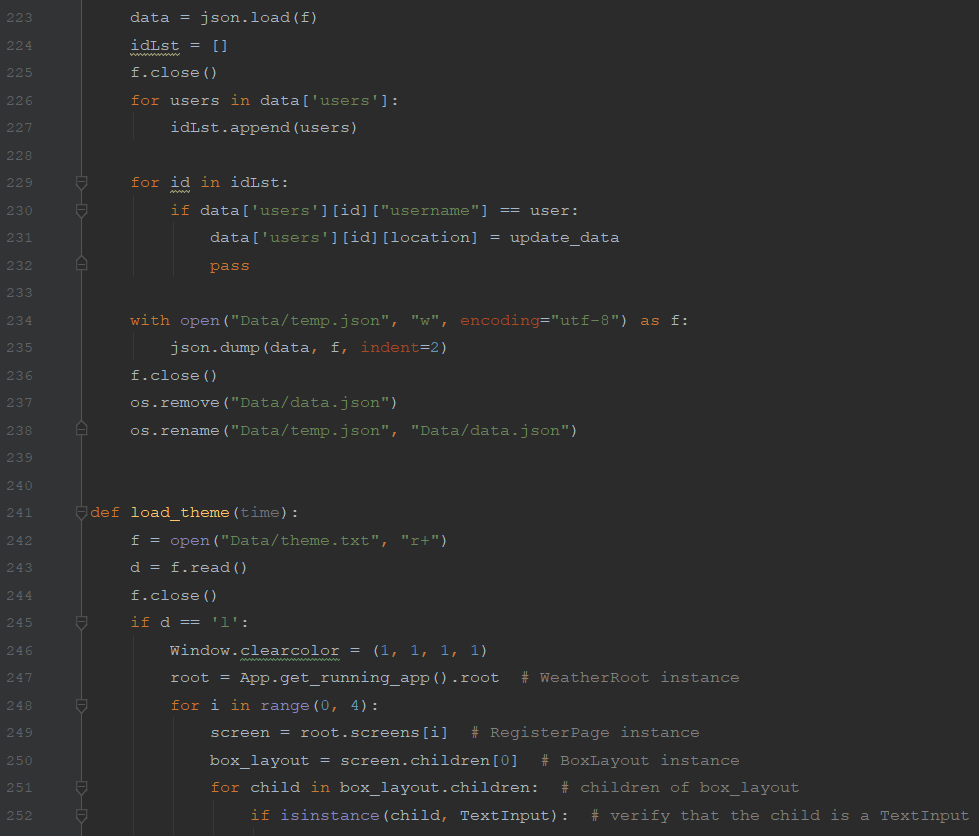 223 data = json.load(f)
224 idLst = []
225 f.close()
226 for users in data['users']:
227 idLst.append(users)
228
229 for id in idLst:
230 if data['users'][id]["username"] == user:
231 data['users'][id][location] = update_data
232 pass
233
234 with open("Data/temp.json", "w", encoding="utf-8") as f:
235 json.dump(data, f, indent=2)
236 f.close()
237 os.remove("Data/data.json")
238 os.rename("Data/temp.json", "Data/data.json")
239
240
241 def load_theme(time):
242 f = open("Data/theme.txt", "r+")
243 d = f.read()
244 f.close()
245 if d == 'l':
246 Window.clearcolor = (1, 1, 1, 1)
247 root = App.get_running_app().root # WeatherRoot instance
248 for i in range(0, 4):
249 screen = root.screens[i] # RegisterPage instance
250 box_layout = screen.children[0] # BoxLayout instance
251 for child in box_layout.children: # children of box_layout
252 if isinstance(child, TextInput): # verify that the child is a TextInput